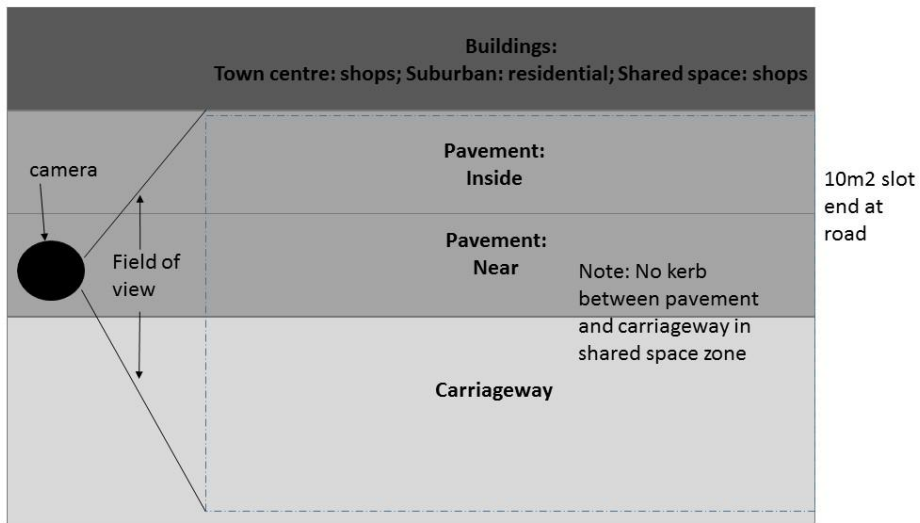 Buildings:
Town centre: shops; Suburban: residential; Shared space: shops
Pavement:
Inside
camera
10m2 slot
end at
road
Pavement:
Near
Field of
view
Note: No kerb
between pavement
and carriageway in
shared space zone
Carriageway